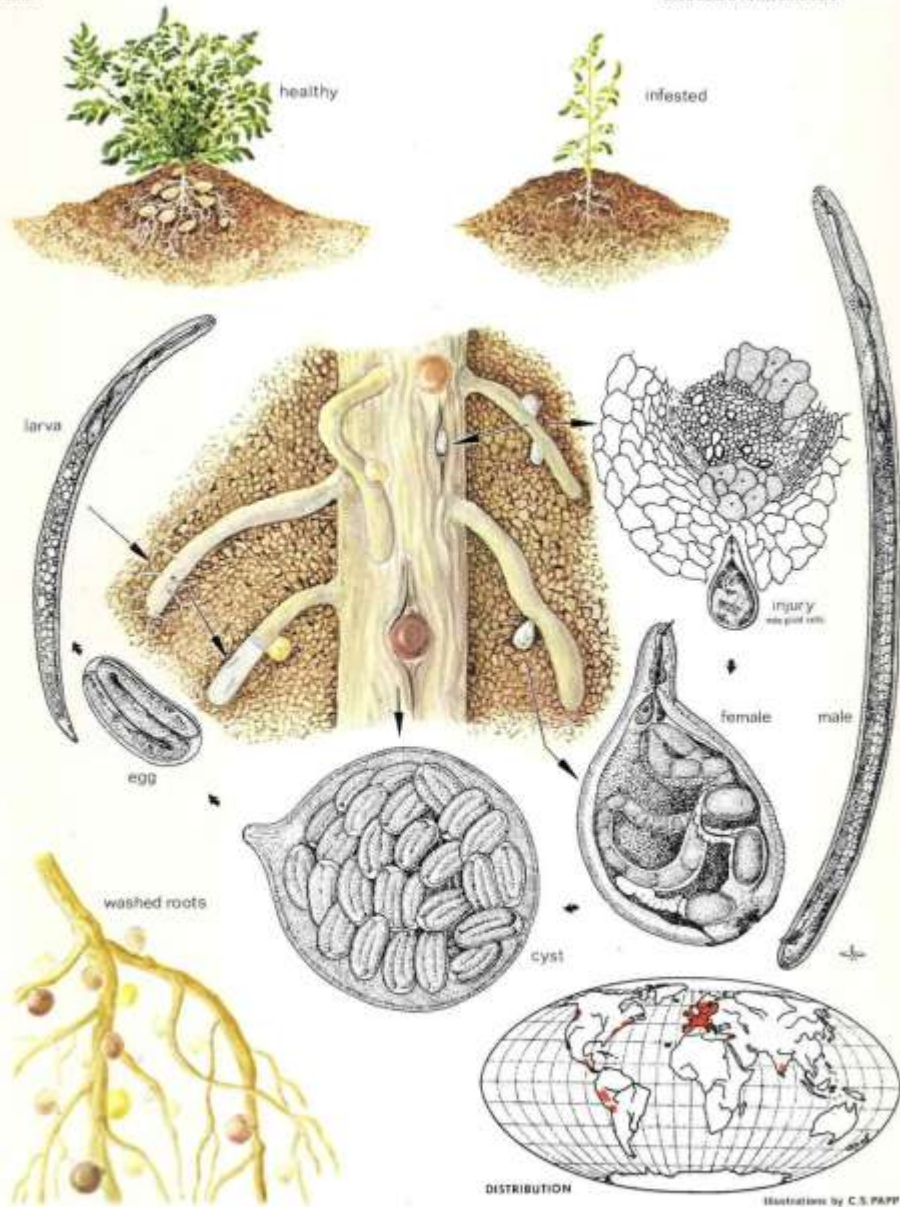 healthy
infested
larva
injury
female
male
egg
washed roots
cyst
DISTRIBUTION
Illustrations by C.S. PAPP